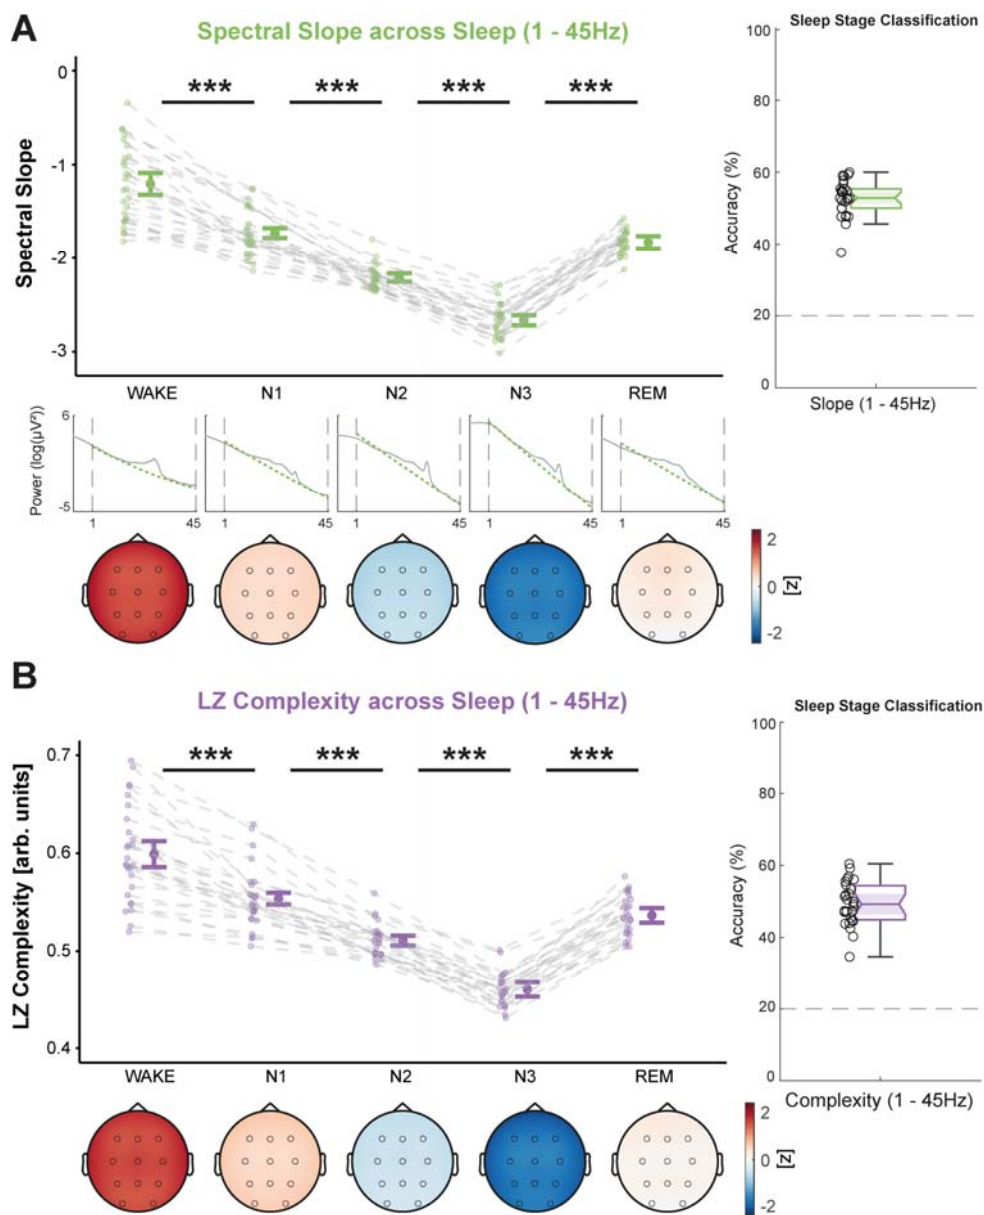 A
Spectral Slope across Sleep (1 - 45Hz)
Sleep Stage Classification
*** *** *** ***
Spectral Slope
0
-1
-2
-3
WAKE N1 N2 N3 REM
Accuracy (%)
100
80
60
40
20
0
Slope (1 - 45Hz)
Power (log(μV²))
6
-5
1 45 1 45 1 45 1 45 1 45
2
0
-2
[z]
B
LZ Complexity across Sleep (1 - 45Hz)
Sleep Stage Classification
*** *** *** ***
LZ Complexity [arb. units]
0.7
0.6
0.5
0.4
WAKE N1 N2 N3 REM
Accuracy (%)
100
80
60
40
20
0
Complexity (1 - 45Hz)
2
0
-2
[z]